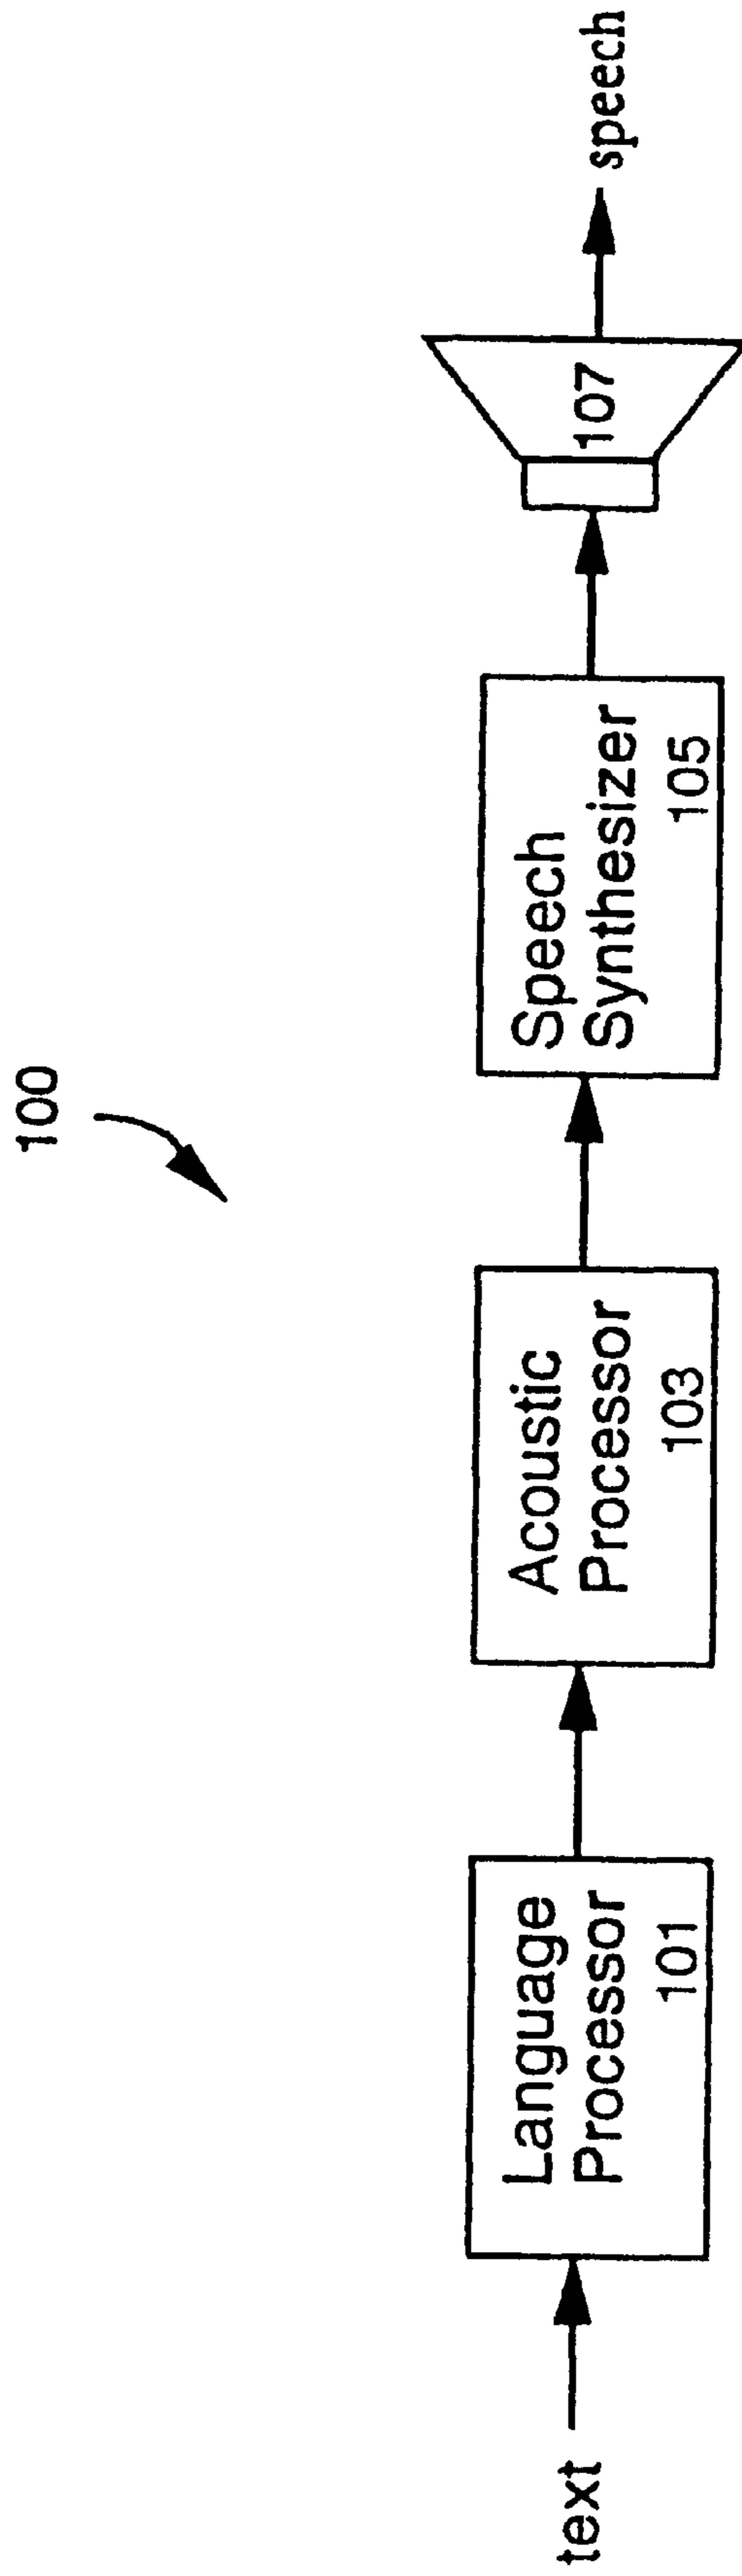 100
text
Language
Processor
101
Acoustic
Processor
103
Speech
Synthesizer
105
107
speech